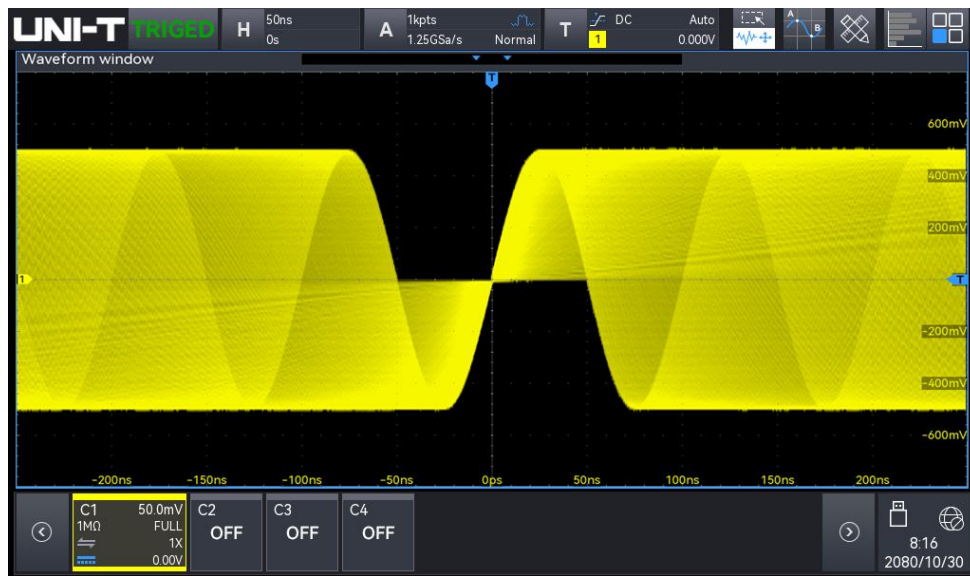 UNI-T TRIGED H 50ns 0s A 1kpts 1.25GSa/s Normal T DC 1 Auto 0.000V A B
Waveform window
T
600mV
400mV
200mV
1 T
-200mV
-400mV
-600mV
-200ns -150ns -100ns -50ns 0ps 50ns 100ns 150ns 200ns
C1 50.0mV C2 C3 C4
1MΩ FULL OFF OFF OFF
1X
0.00V
8:16
2080/10/30